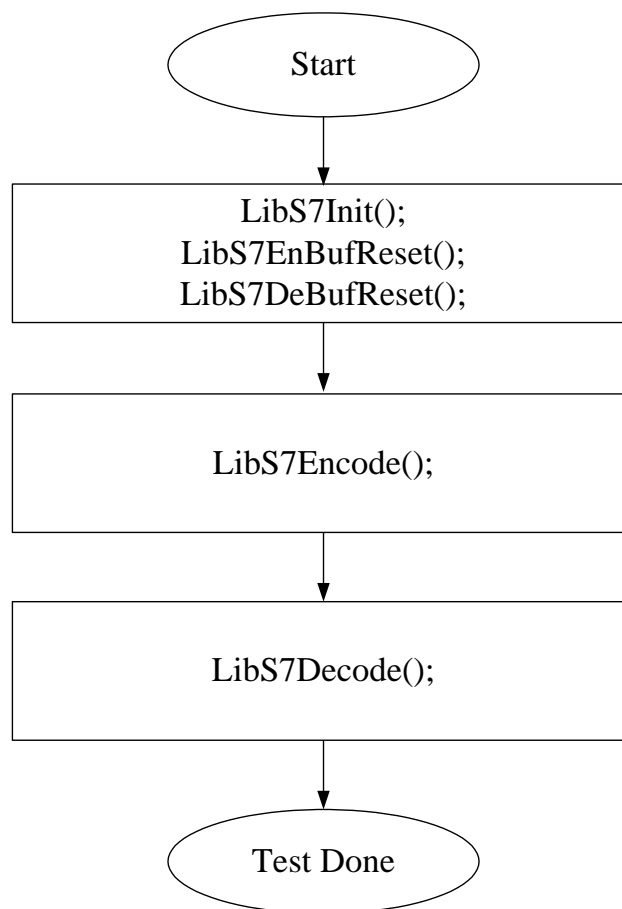 Start
LibS7Init();
LibS7EnBufReset();
LibS7DeBufReset();
LibS7Encode();
LibS7Decode();
Test Done